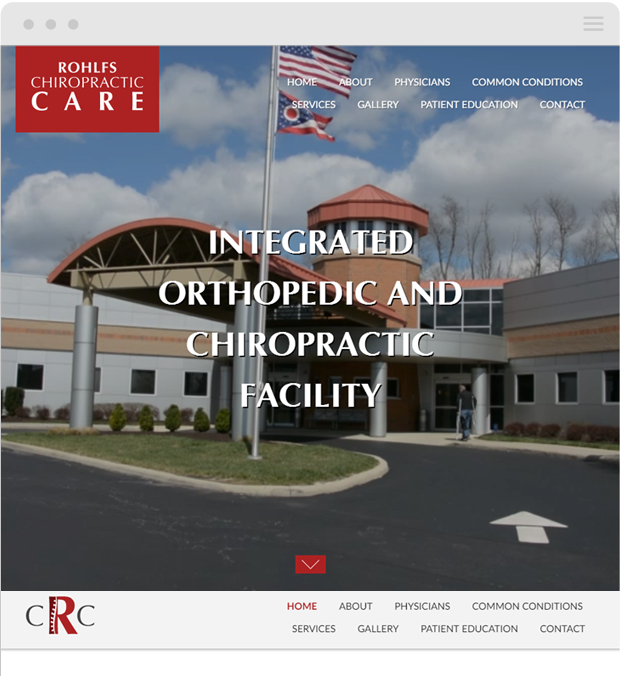 ROHLFS
CHIROPRACTIC
CARE
HOME ABOUT PHYSICIANS COMMON CONDITIONS
SERVICES GALLERY PATIENT EDUCATION CONTACT
INTEGRATED
ORTHOPEDIC AND
CHIROPRACTIC
FACILITY
CRC
HOME ABOUT PHYSICIANS COMMON CONDITIONS
SERVICES GALLERY PATIENT EDUCATION CONTACT